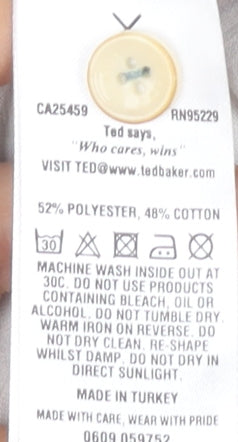 CA25459 RN95229
Ted says,
"Who cares, wins"
VISIT TED@www.tedbaker.com
52% POLYESTER, 48% COTTON
30
MACHINE WASH INSIDE OUT AT
30C. DO NOT USE PRODUCTS
CONTAINING BLEACH, OIL OR
ALCOHOL. DO NOT TUMBLE DRY.
WARM IRON ON REVERSE. DO
NOT DRY CLEAN. RE-SHAPE
WHILST DAMP. DO NOT DRY IN
DIRECT SUNLIGHT.
MADE IN TURKEY
MADE WITH CARE, WEAR WITH PRIDE
0609 059752